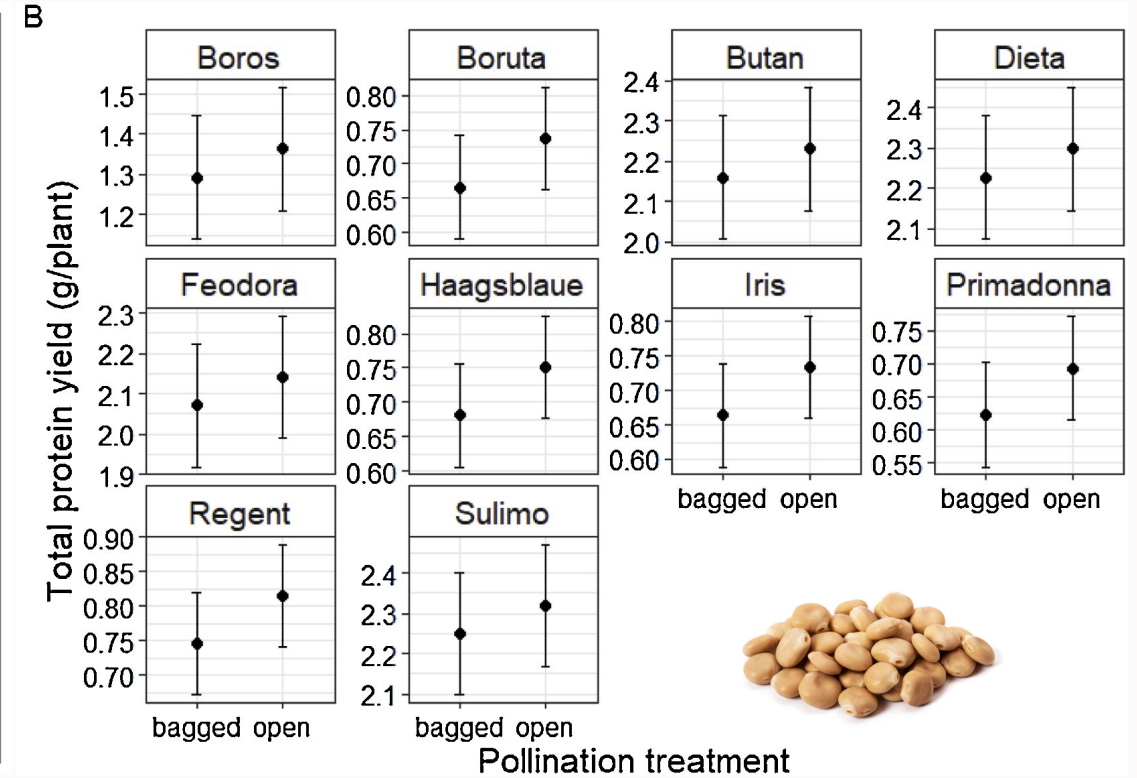 B
Total protein yield (g/plant)
Boros
1.5
1.4
1.3
1.2
Boruta
0.80
0.75
0.70
0.65
0.60
Butan
2.4
2.3
2.2
2.1
2.0
Dieta
2.4
2.3
2.2
2.1
Feodora
2.3
2.2
2.1
2.0
1.9
Haagsblaue
0.80
0.75
0.70
0.65
0.60
Iris
0.80
0.75
0.70
0.65
0.60
bagged open
Primadonna
0.75
0.70
0.65
0.60
0.55
bagged open
Regent
0.90
0.85
0.80
0.75
0.70
bagged open
Sulimo
2.4
2.3
2.2
2.1
bagged open
Pollination treatment